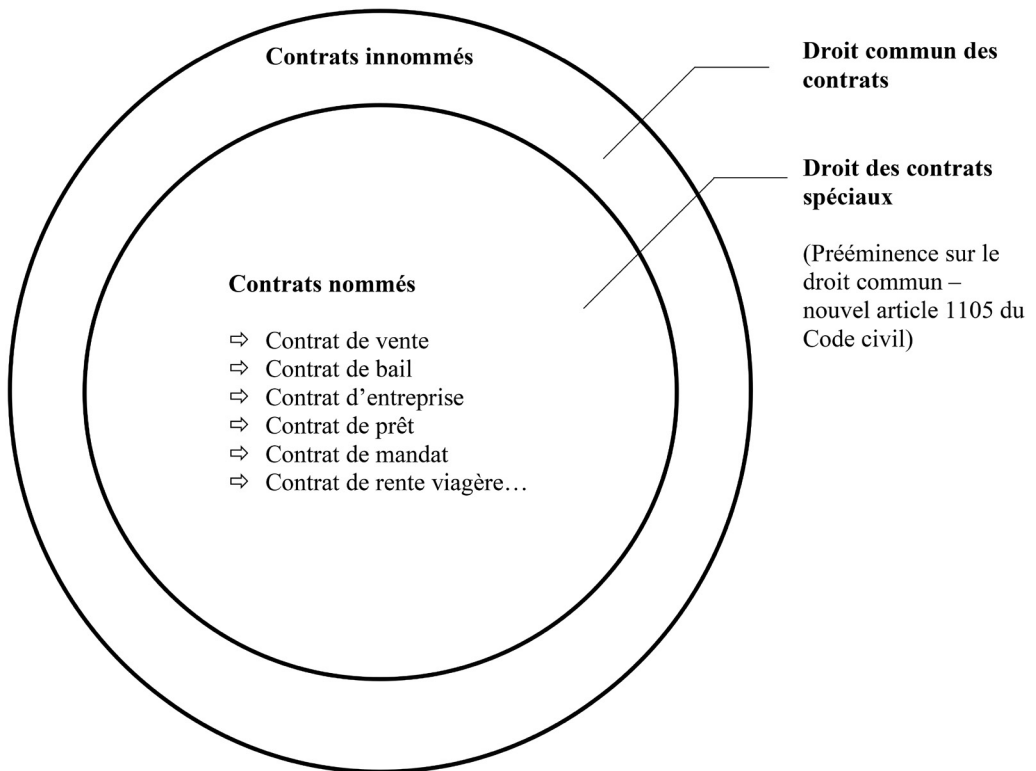 Contrats innommés
Droit commun des
contrats
Droit des contrats
spéciaux
(Prééminence sur le
droit commun –
nouvel article 1105 du
Code civil)
Contrats nommés
⇨ Contrat de vente
⇨ Contrat de bail
⇨ Contrat d’entreprise
⇨ Contrat de prêt
⇨ Contrat de mandat
⇨ Contrat de rente viagère…